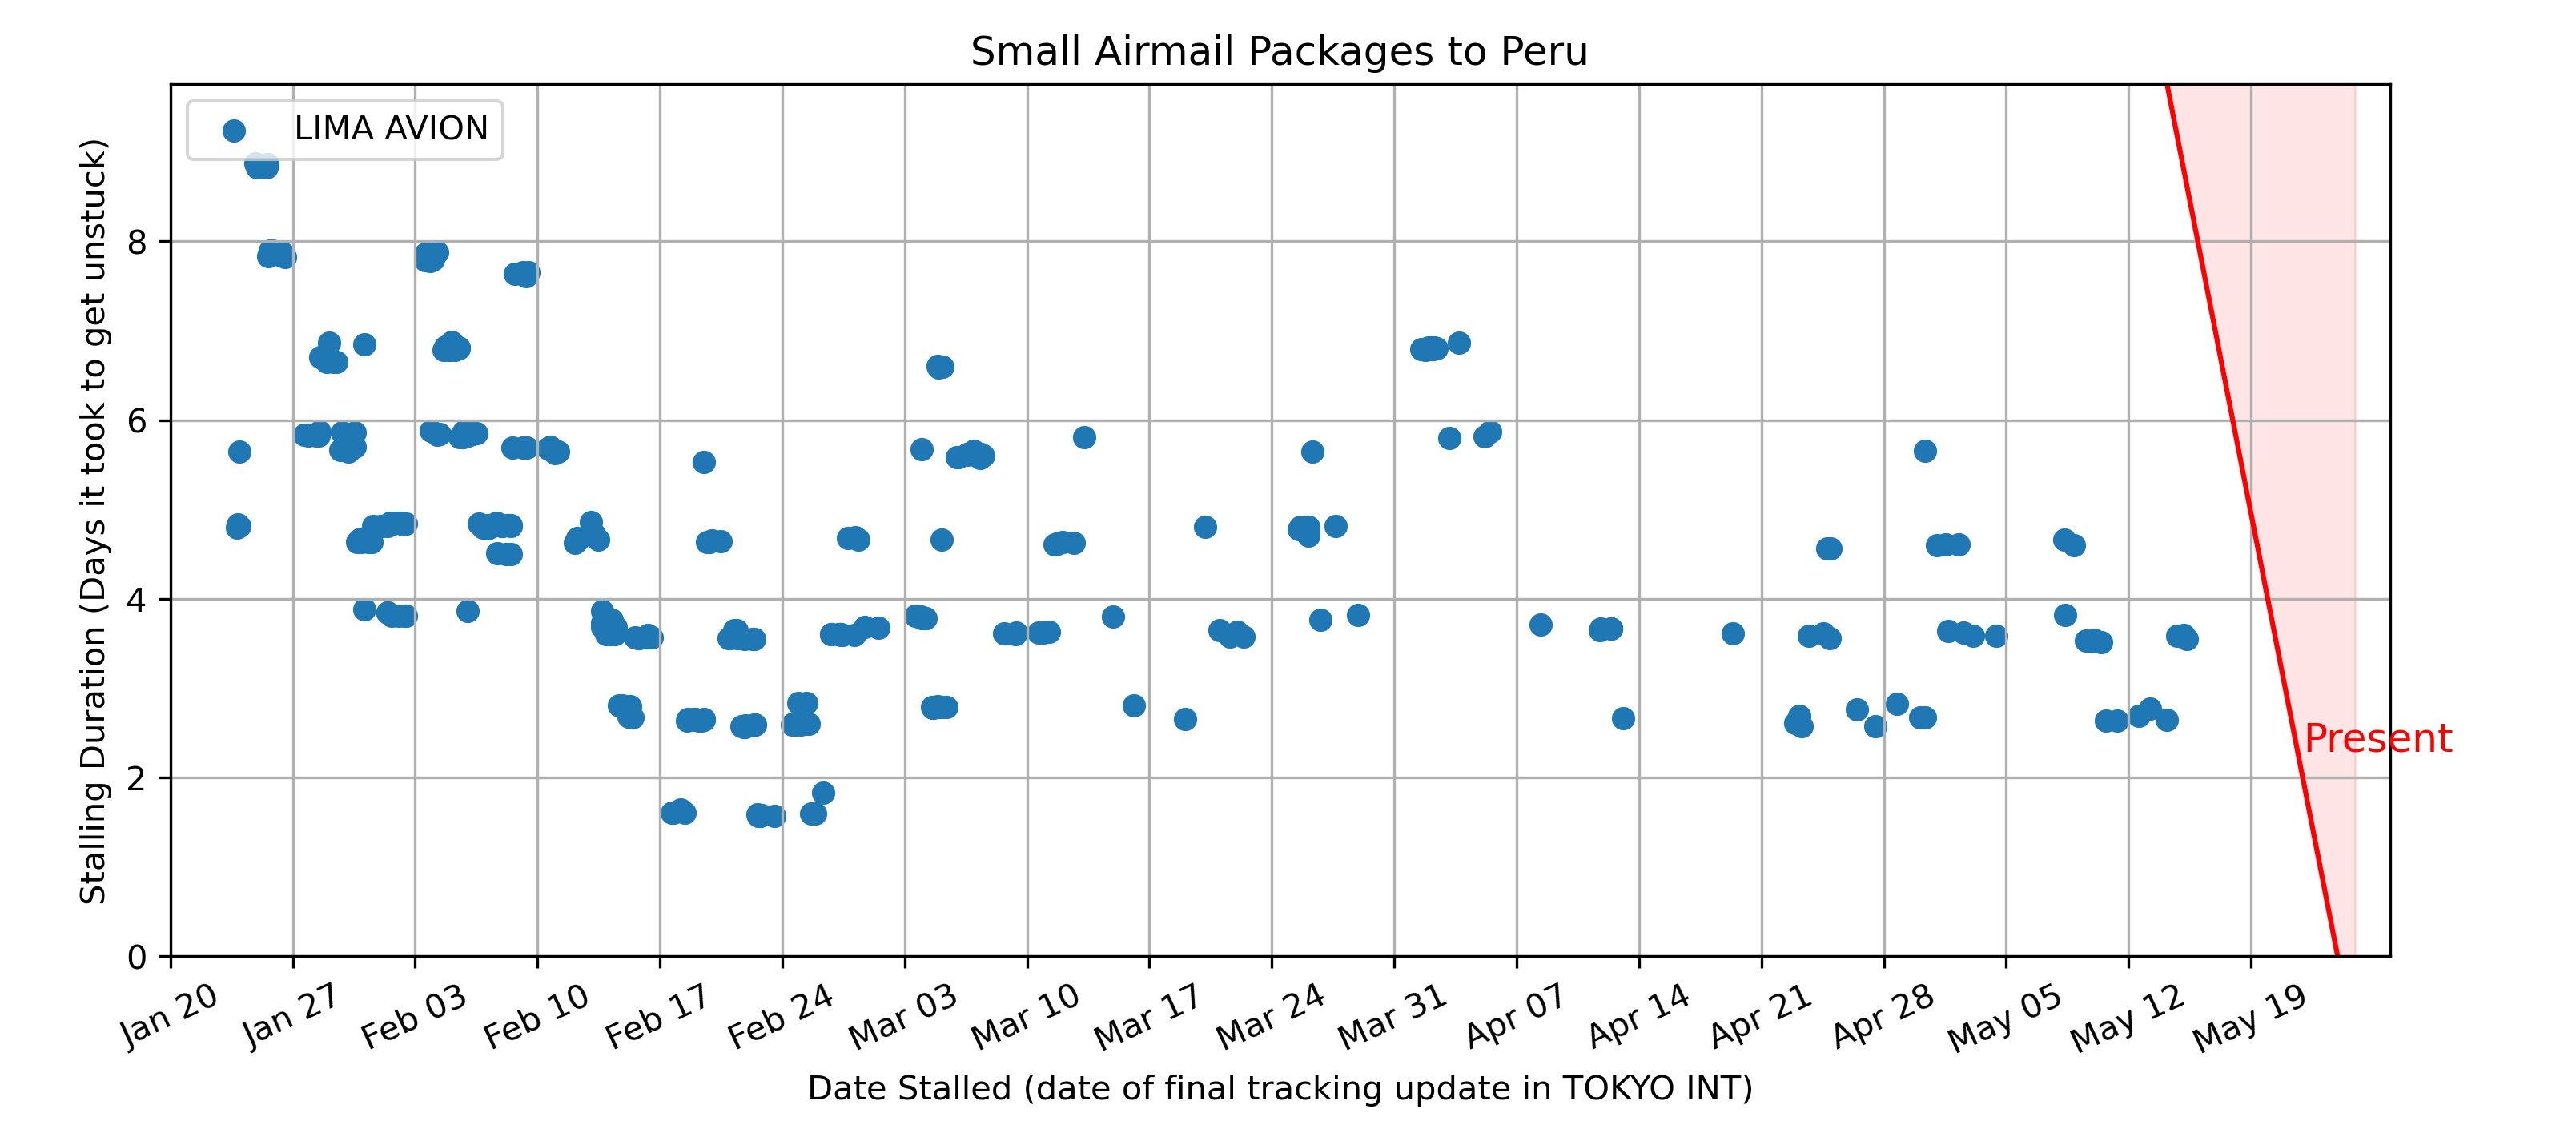 Small Airmail Packages to Peru
LIMA AVION
Stalling Duration (Days it took to get unstuck)
8
6
4
2
0
Present
Jan 20
Jan 27
Feb 03
Feb 10
Feb 17
Feb 24
Mar 03
Mar 10
Mar 17
Mar 24
Mar 31
Apr 07
Apr 14
Apr 21
Apr 28
May 05
May 12
May 19
Date Stalled (date of final tracking update in TOKYO INT)